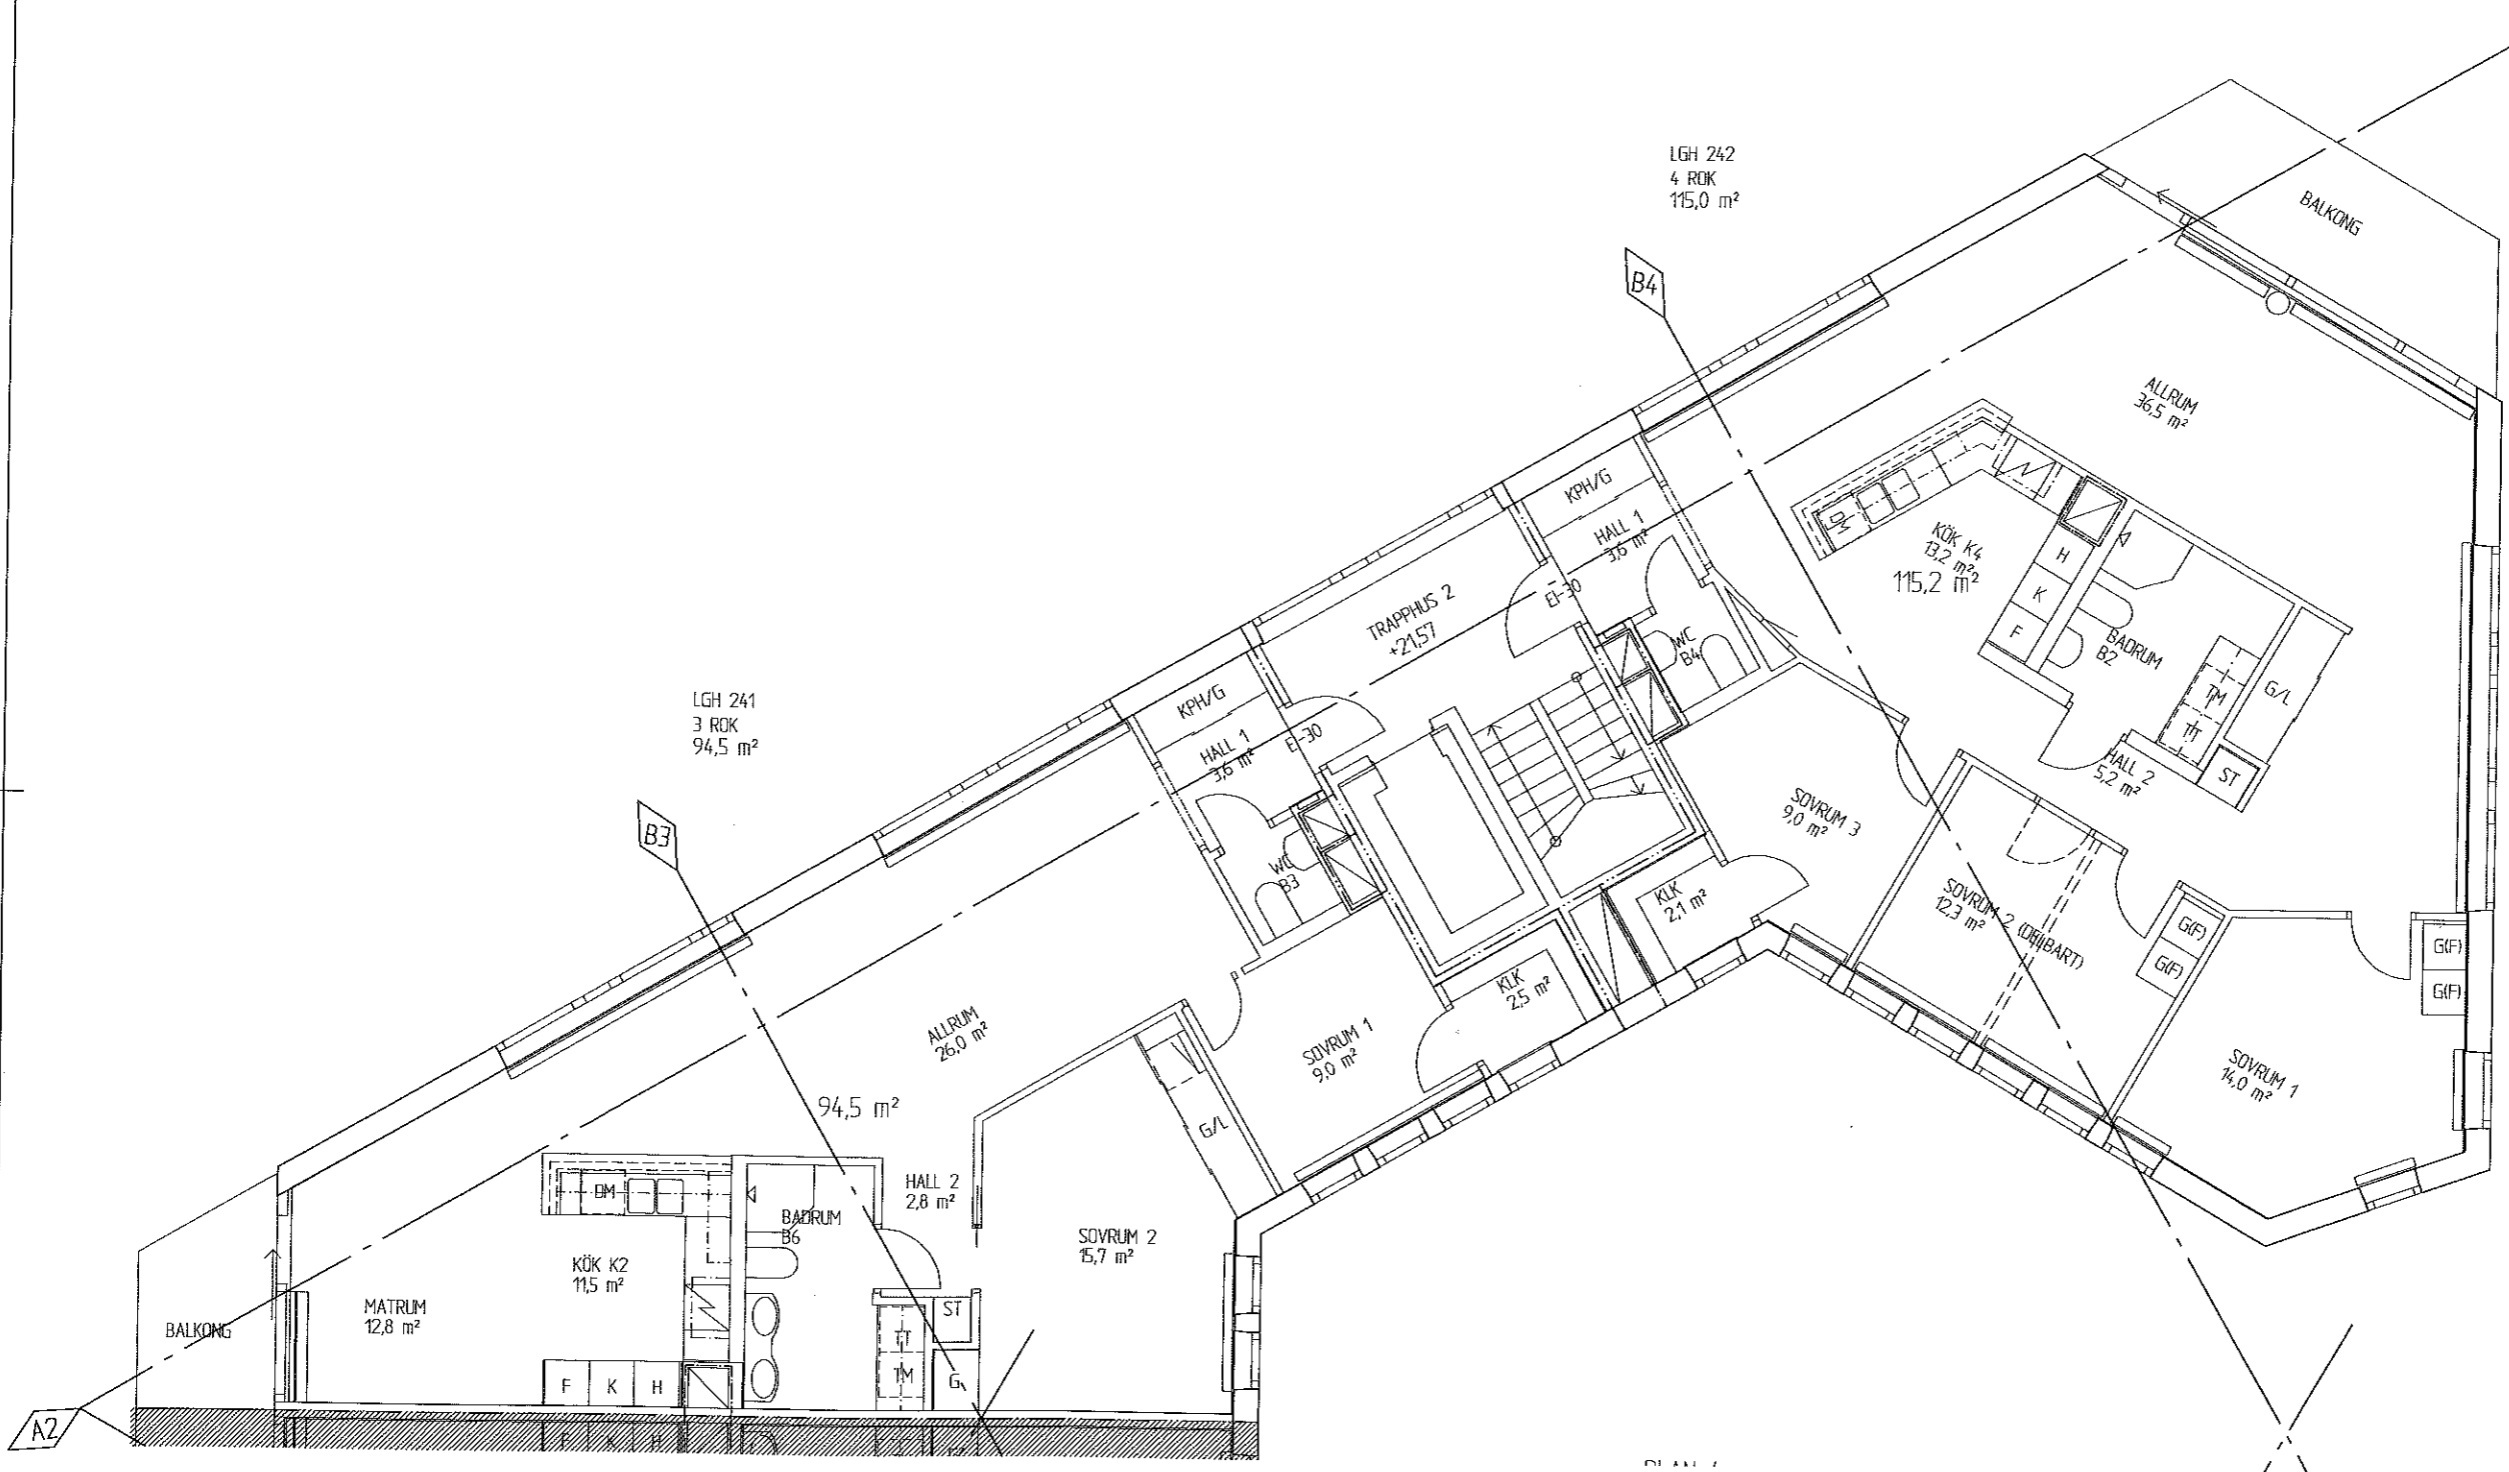 LGH 242
4 ROK
115,0 m²
B4
BALKONG
ALLRUM
36,5 m²
KPH/G
HALL 1
3,6 m²
EI-30
TRAPPHUS 2
+21,57
WC
B4
DM
KÖK K4
13,2 m²
115,2 m²
H
K
F
BADRUM
B2
TM
TT
G/L
ST
HALL 2
5,2 m²
SOVRUM 3
9,0 m²
KLK
2,1 m²
SOVRUM 2 (DELBART)
12,3 m²
G(F)
G(F)
G(F)
G(F)
SOVRUM 1
14,0 m²
LGH 241
3 ROK
94,5 m²
B3
KPH/G
HALL 1
3,6 m²
EI-30
WC
B3
KLK
2,5 m²
SOVRUM 1
9,0 m²
ALLRUM
26,0 m²
94,5 m²
G/L
HALL 2
2,8 m²
SOVRUM 2
15,7 m²
DM
BADRUM
B6
KÖK K2
11,5 m²
MATRUM
12,8 m²
BALKONG
ST
TT
TM
G
F K H
A2
F K H